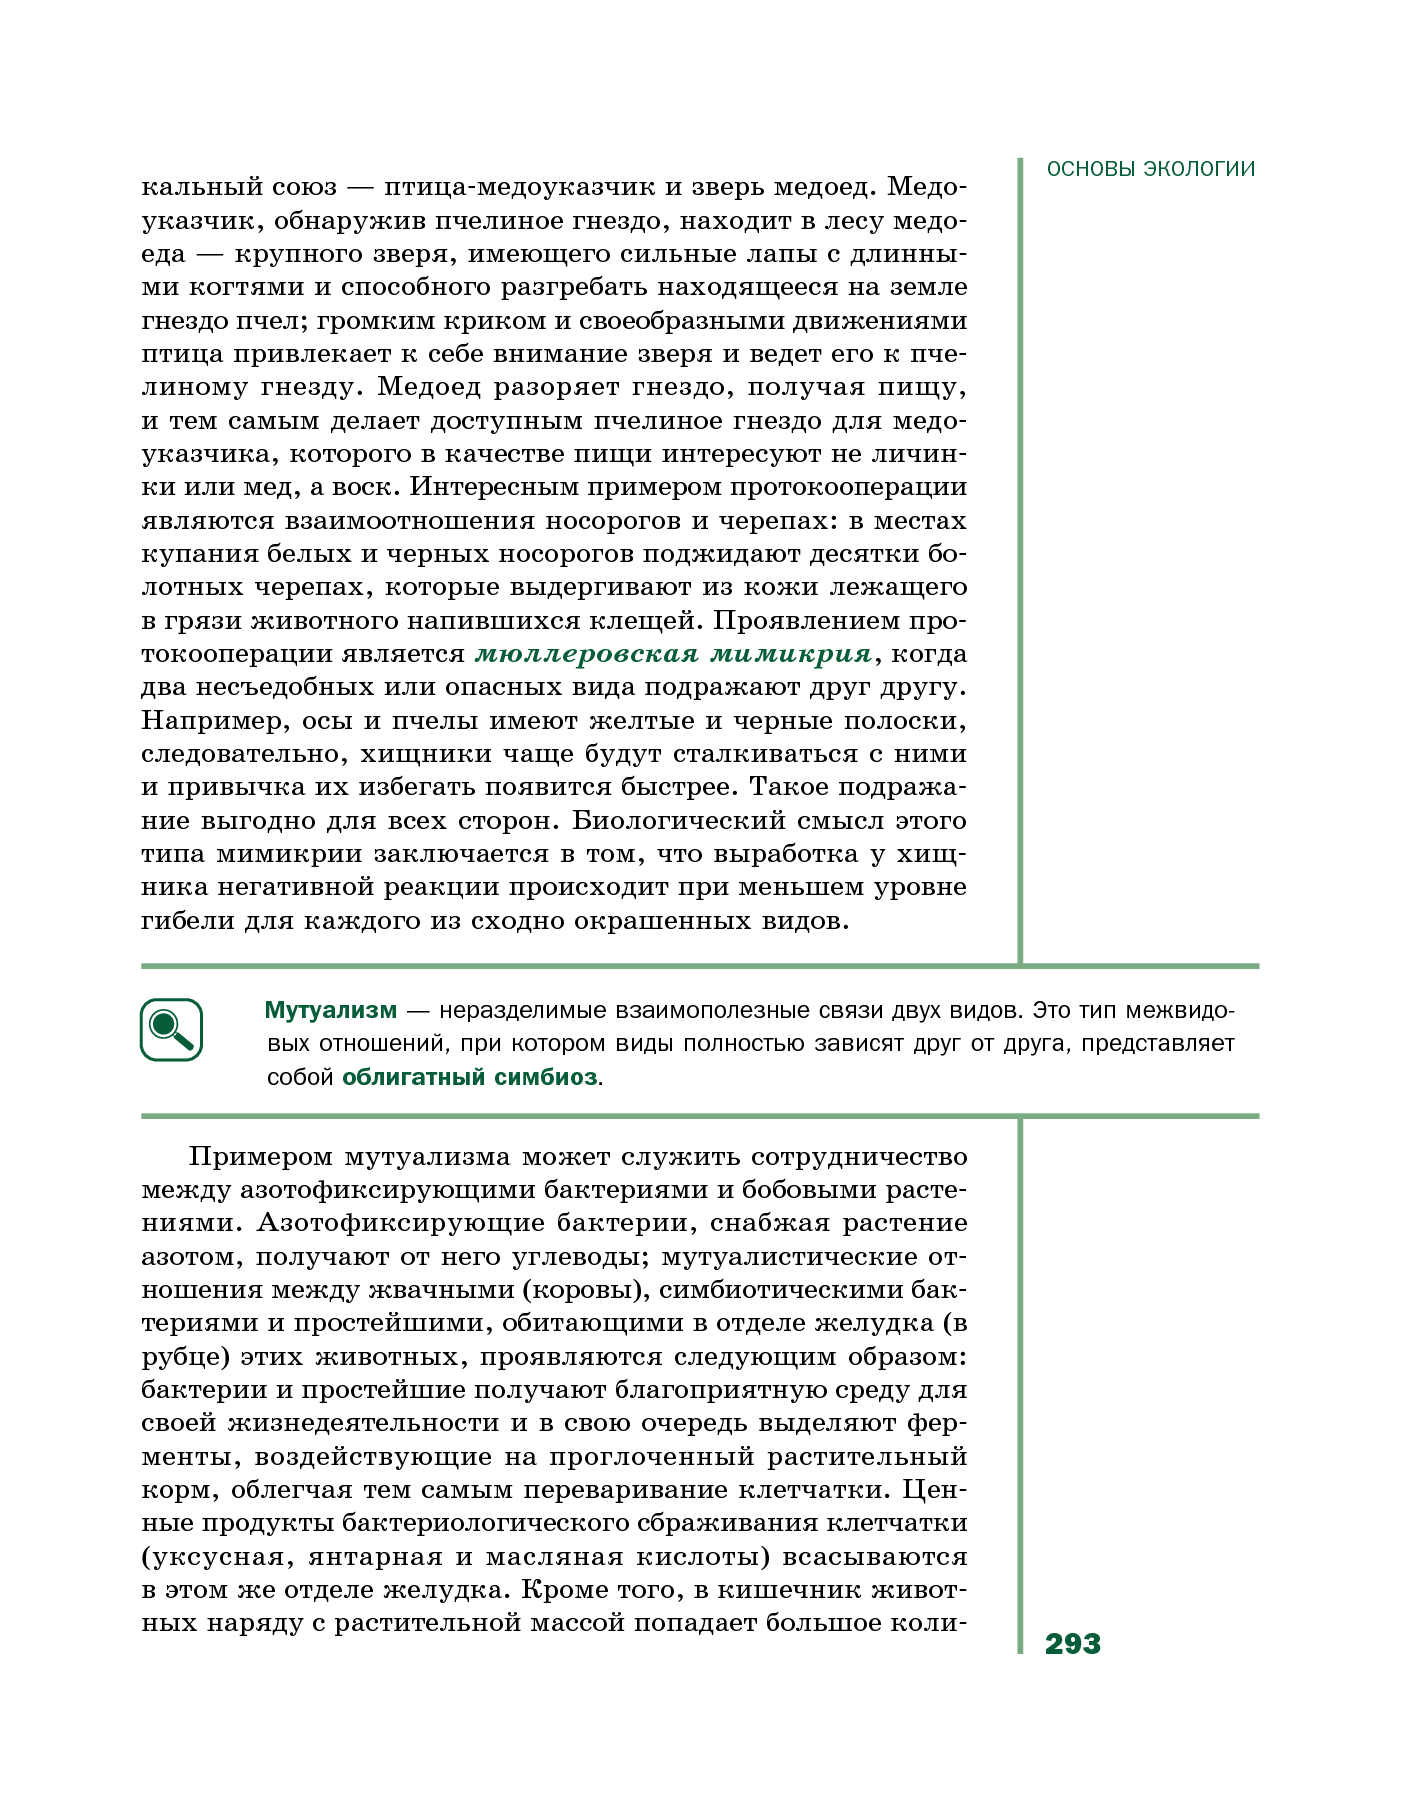 ОСНОВЫ ЭКОЛОГИИ
кальный союз — птица-медоуказчик и зверь медоед. Медо-
указчик, обнаружив пчелиное гнездо, находит в лесу медо-
еда — крупного зверя, имеющего сильные лапы с длинны-
ми когтями и способного разгребать находящееся на земле
гнездо пчел; громким криком и своеобразными движениями
птица привлекает к себе внимание зверя и ведет его к пче-
линому гнезду. Медоед разоряет гнездо, получая пищу,
и тем самым делает доступным пчелиное гнездо для медо-
указчика, которого в качестве пищи интересуют не личин-
ки или мед, а воск. Интересным примером протокооперации
являются взаимоотношения носорогов и черепах: в местах
купания белых и черных носорогов поджидают десятки бо-
лотных черепах, которые выдергивают из кожи лежащего
в грязи животного напившихся клещей. Проявлением про-
токооперации является мюллеровская мимикрия, когда
два несъедобных или опасных вида подражают друг другу.
Например, осы и пчелы имеют желтые и черные полоски,
следовательно, хищники чаще будут сталкиваться с ними
и привычка их избегать появится быстрее. Такое подража-
ние выгодно для всех сторон. Биологический смысл этого
типа мимикрии заключается в том, что выработка у хищ-
ника негативной реакции происходит при меньшем уровне
гибели для каждого из сходно окрашенных видов.
Мутуализм — неразделимые взаимополезные связи двух видов. Это тип межвидо-
вых отношений, при котором виды полностью зависят друг от друга, представляет
собой облигатный симбиоз.
Примером мутуализма может служить сотрудничество
между азотофиксирующими бактериями и бобовыми расте-
ниями. Азотофиксирующие бактерии, снабжая растение
азотом, получают от него углеводы; мутуалистические от-
ношения между жвачными (коровы), симбиотическими бак-
териями и простейшими, обитающими в отделе желудка (в
рубце) этих животных, проявляются следующим образом:
бактерии и простейшие получают благоприятную среду для
своей жизнедеятельности и в свою очередь выделяют фер-
менты, воздействующие на проглоченный растительный
корм, облегчая тем самым переваривание клетчатки. Цен-
ные продукты бактериологического сбраживания клетчатки
(уксусная, янтарная и масляная кислоты) всасываются
в этом же отделе желудка. Кроме того, в кишечник живот-
ных наряду с растительной массой попадает большое коли-
293